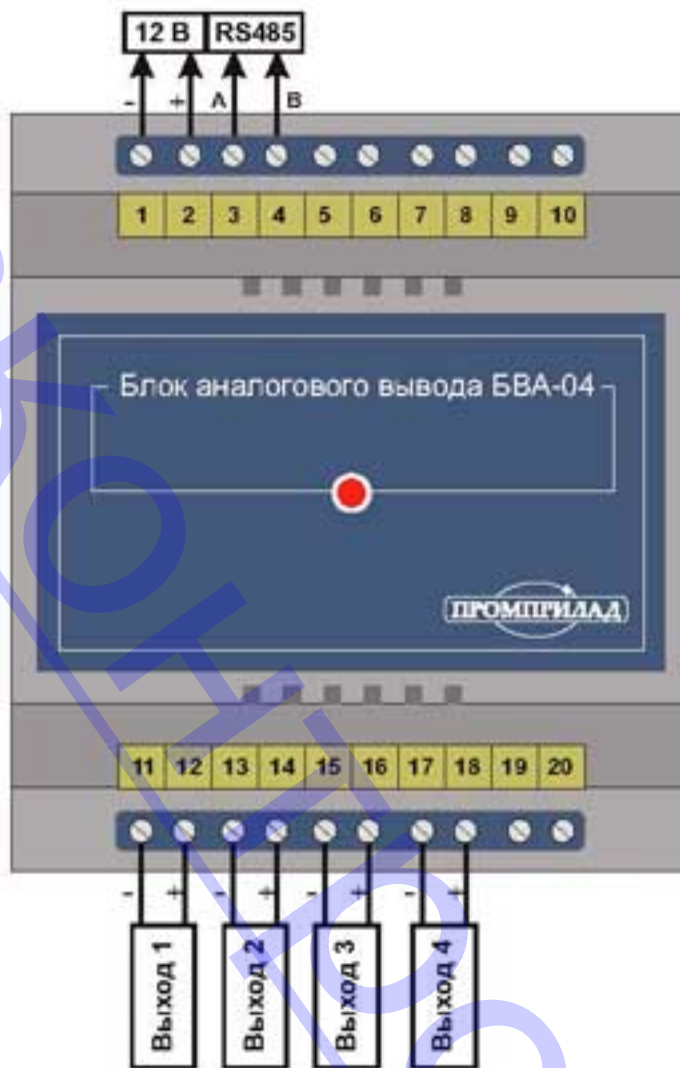 12 В RS485
- + А В
1 2 3 4 5 6 7 8 9 10
Блок аналогового вывода БВА-04
ПРОМПРИЛАД
11 12 13 14 15 16 17 18 19 20
- + - + - + - +
Выход 1 Выход 2 Выход 3 Выход 4